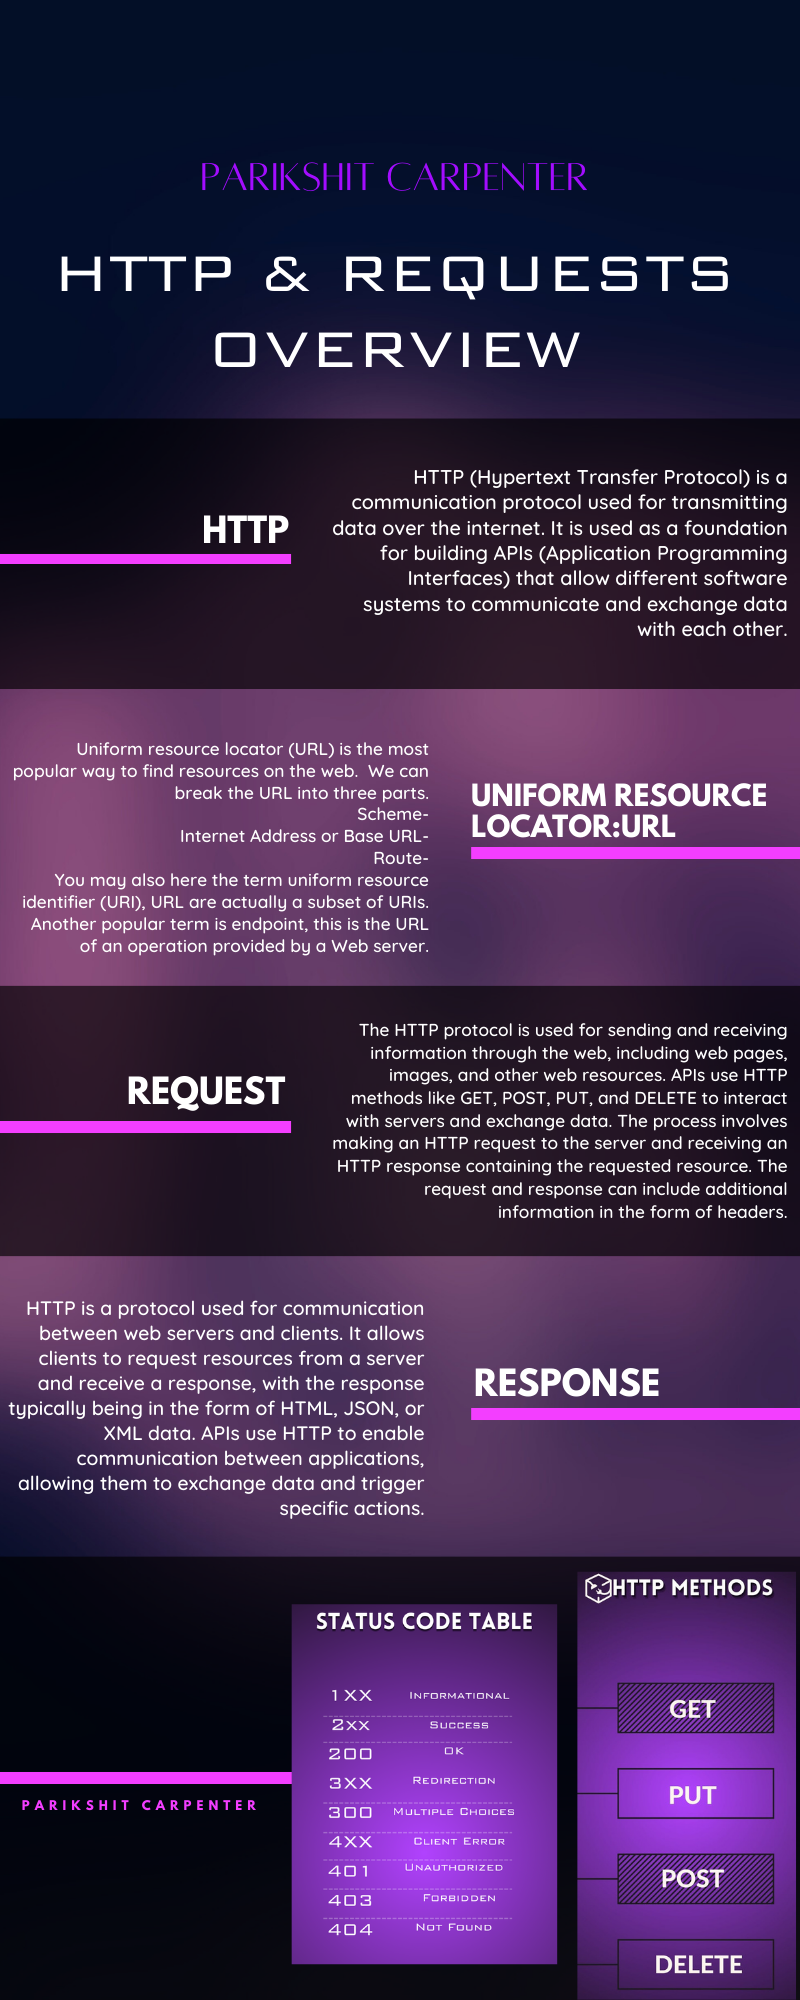 PARIKSHIT CARPENTER
HTTP & REQUESTS
OVERVIEW
HTTP
HTTP (Hypertext Transfer Protocol) is a
communication protocol used for transmitting
data over the internet. It is used as a foundation
for building APIs (Application Programming
Interfaces) that allow different software
systems to communicate and exchange data
with each other.
Uniform resource locator (URL) is the most
popular way to find resources on the web.  We can
break the URL into three parts.
Scheme-
Internet Address or Base URL-
Route-
You may also here the term uniform resource
identifier (URI), URL are actually a subset of URIs.
Another popular term is endpoint, this is the URL
of an operation provided by a Web server.
UNIFORM RESOURCE
LOCATOR:URL
REQUEST
The HTTP protocol is used for sending and receiving
information through the web, including web pages,
images, and other web resources. APIs use HTTP
methods like GET, POST, PUT, and DELETE to interact
with servers and exchange data. The process involves
making an HTTP request to the server and receiving an
HTTP response containing the requested resource. The
request and response can include additional
information in the form of headers.
HTTP is a protocol used for communication
between web servers and clients. It allows
clients to request resources from a server
and receive a response, with the response
typically being in the form of HTML, JSON, or
XML data. APIs use HTTP to enable
communication between applications,
allowing them to exchange data and trigger
specific actions.
RESPONSE
PARIKSHIT CARPENTER
STATUS CODE TABLE
1XX Informational
2xx Success
200 OK
3XX Redirection
300 Multiple Choices
4XX Client Error
401 Unauthorized
403 Forbidden
404 Not Found
HTTP METHODS
GET
PUT
POST
DELETE